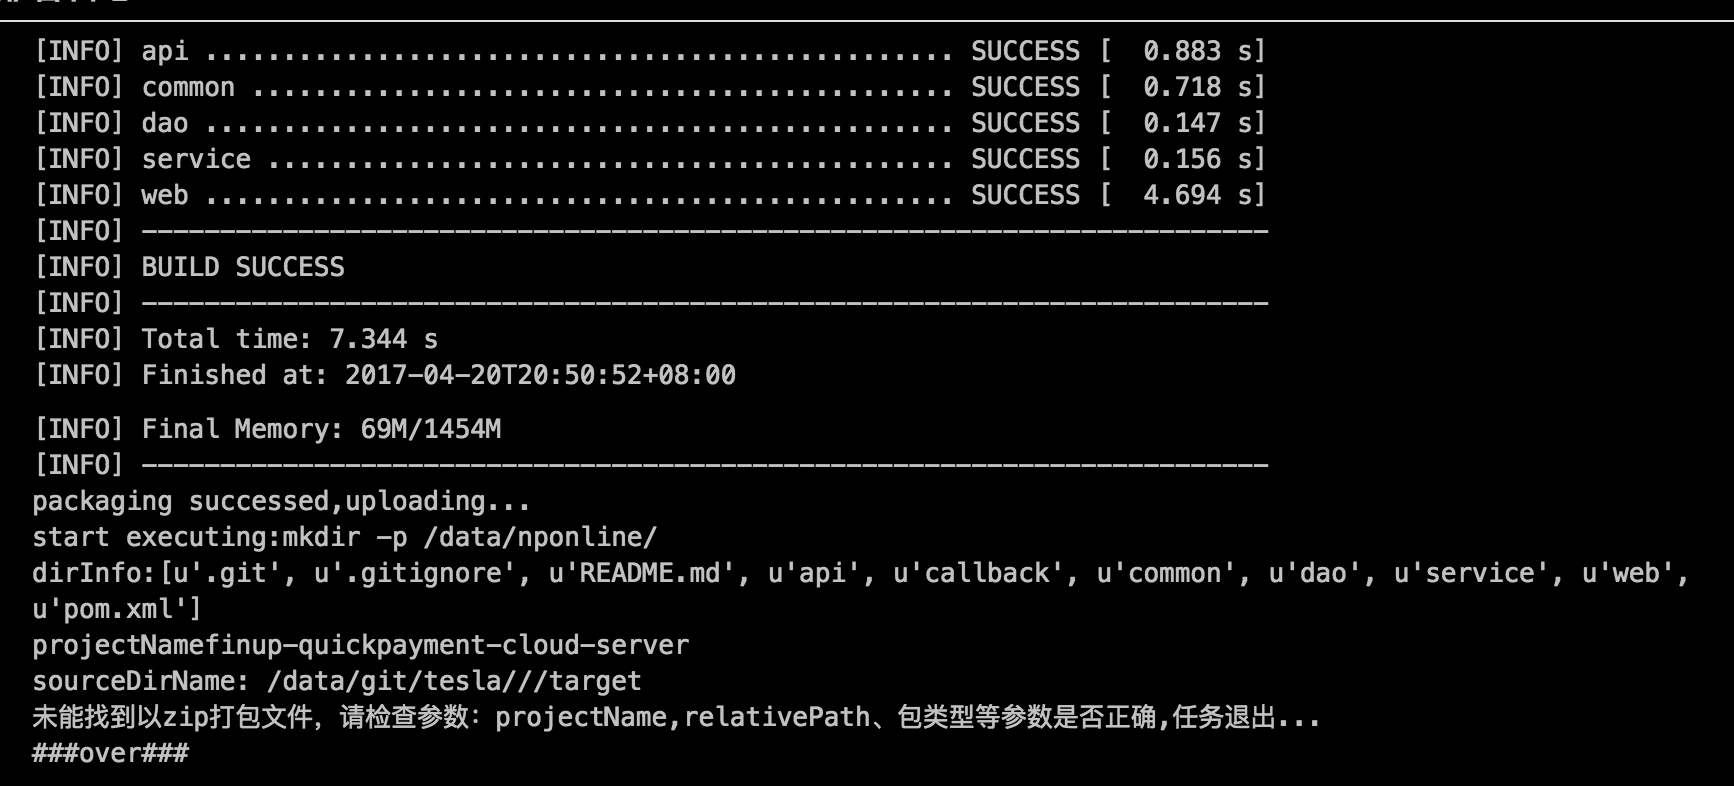 [INFO] api ................................................ SUCCESS [  0.883 s]
[INFO] common ............................................. SUCCESS [  0.718 s]
[INFO] dao ................................................ SUCCESS [  0.147 s]
[INFO] service ............................................ SUCCESS [  0.156 s]
[INFO] web ................................................ SUCCESS [  4.694 s]
[INFO] ------------------------------------------------------------------------
[INFO] BUILD SUCCESS
[INFO] ------------------------------------------------------------------------
[INFO] Total time: 7.344 s
[INFO] Finished at: 2017-04-20T20:50:52+08:00
[INFO] Final Memory: 69M/1454M
[INFO] ------------------------------------------------------------------------
packaging successed,uploading...
start executing:mkdir -p /data/nponline/
dirInfo:[u'.git', u'.gitignore', u'README.md', u'api', u'callback', u'common', u'dao', u'service', u'web',
u'pom.xml']
projectNamefinup-quickpayment-cloud-server
sourceDirName: /data/git/tesla///target
未能找到以zip打包文件，请检查参数：projectName,relativePath、包类型等参数是否正确,任务退出...
###over###